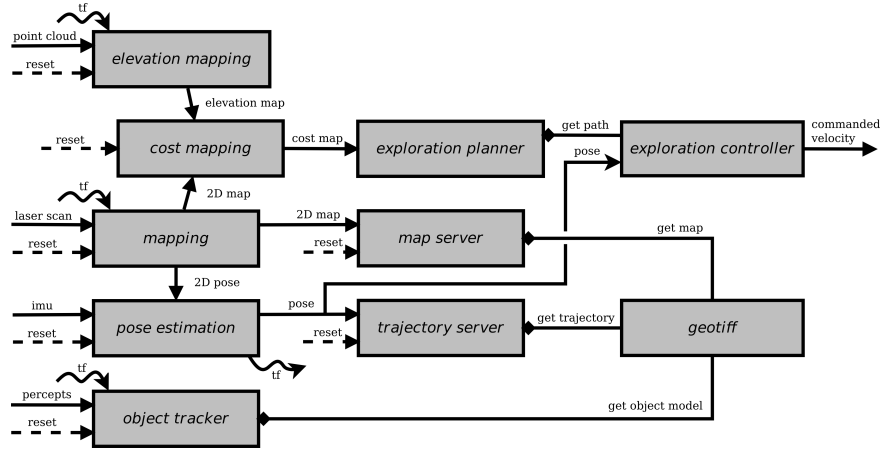 tf
point cloud
reset
elevation mapping
elevation map
reset
cost mapping
cost map
exploration planner
get path
exploration controller
commanded
velocity
pose
tf
2D map
laser scan
reset
mapping
2D map
reset
map server
get map
2D pose
imu
reset
pose estimation
pose
reset
trajectory server
get trajectory
geotiff
tf
tf
percepts
reset
object tracker
get object model